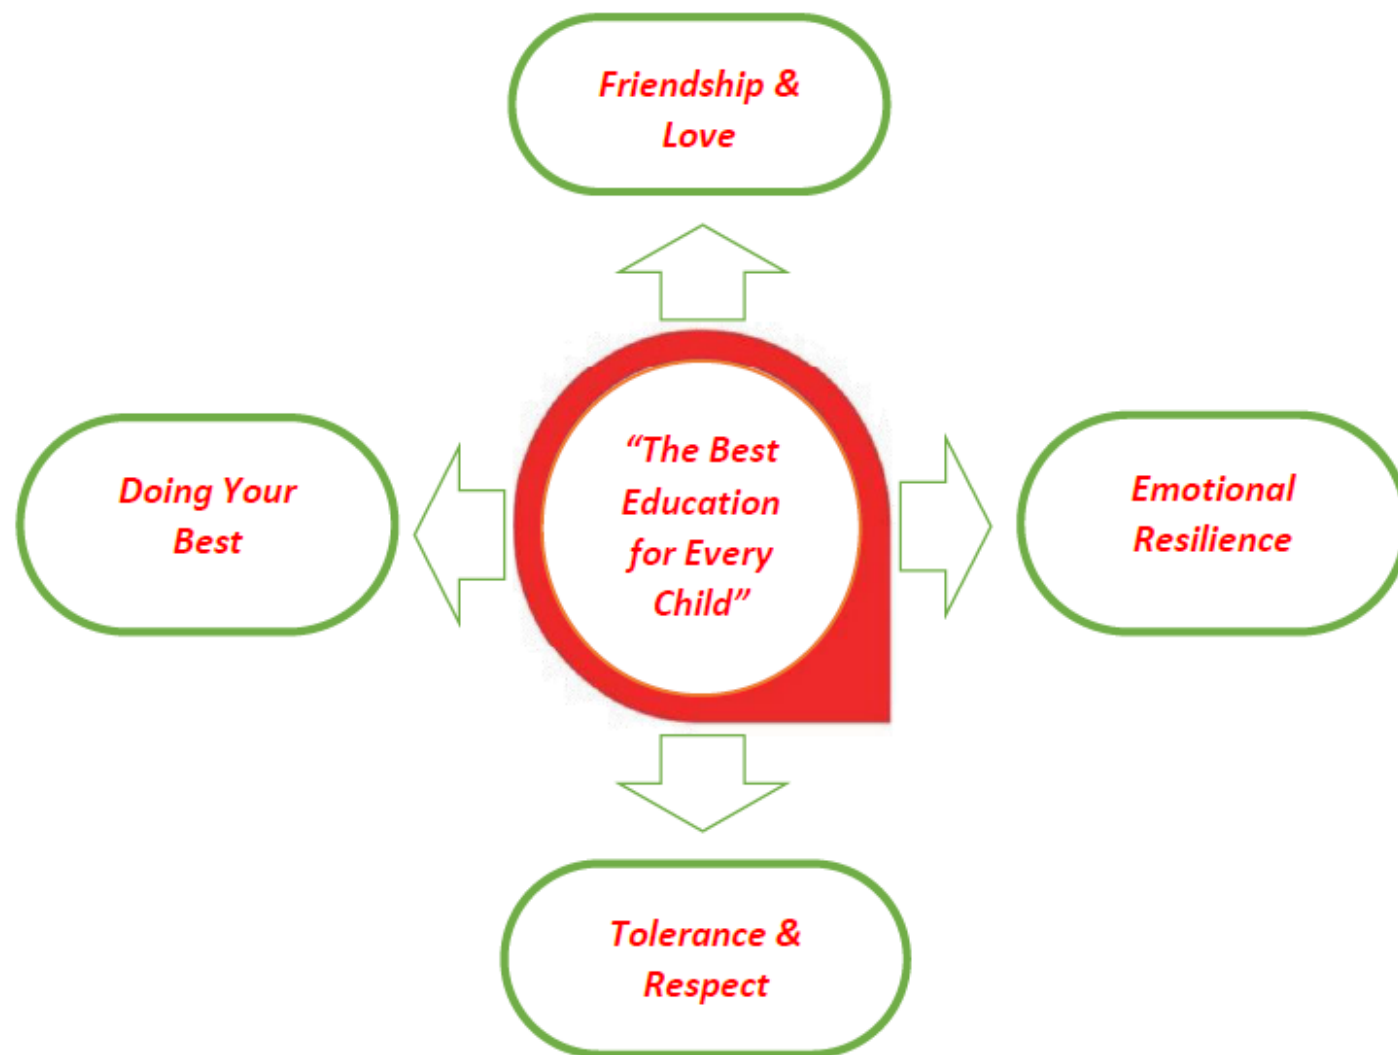 Friendship &
Love
Doing Your
Best
“The Best
Education
for Every
Child”
Emotional
Resilience
Tolerance &
Respect